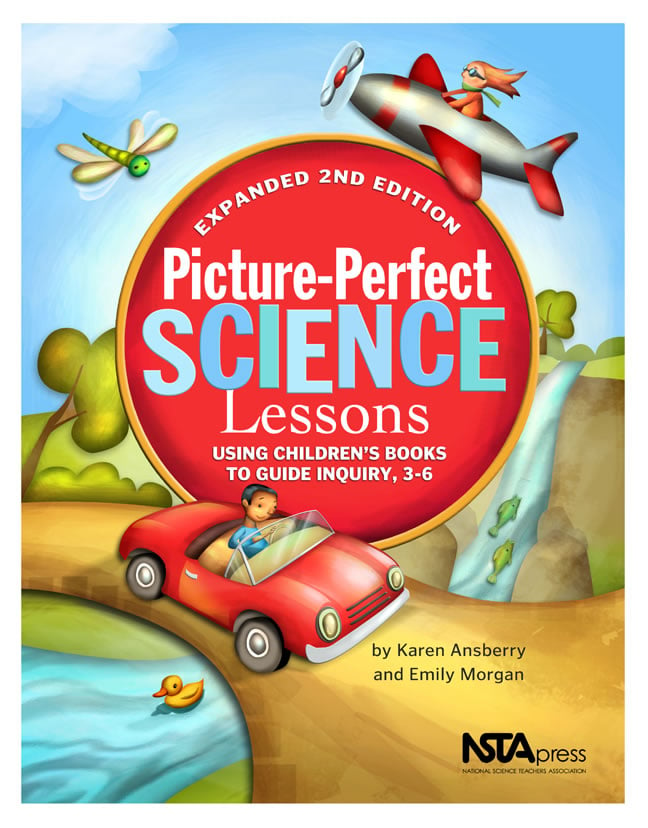 EXPANDED 2ND EDITION
Picture-Perfect
SCIENCE
Lessons
USING CHILDREN'S BOOKS
TO GUIDE INQUIRY, 3-6
by Karen Ansberry
and Emily Morgan
NSTApress
NATIONAL SCIENCE TEACHERS ASSOCIATION